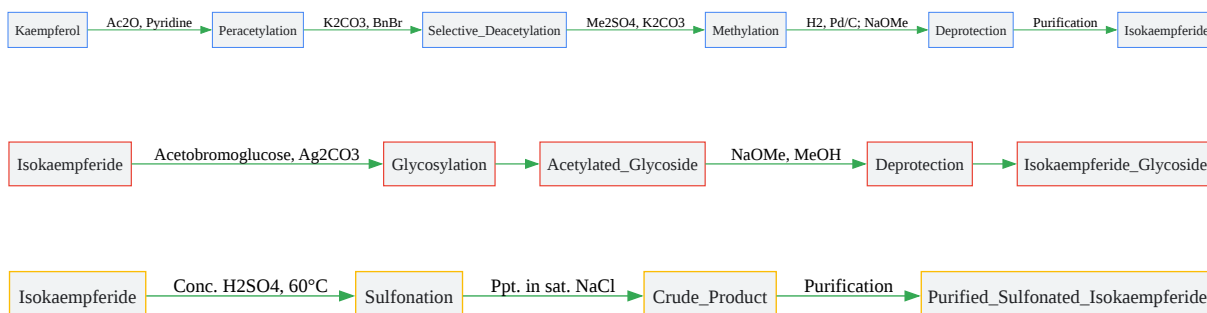 Kaempferol Ac2O, Pyridine Peracetylation K2CO3, BnBr Selective_Deacetylation Me2SO4, K2CO3 Methylation H2, Pd/C; NaOMe Deprotection Purification Isokaempferide
Isokaempferide Acetobromoglucose, Ag2CO3 Glycosylation Acetylated_Glycoside NaOMe, MeOH Deprotection Isokaempferide_Glycoside
Isokaempferide Conc. H2SO4, 60°C Sulfonation Ppt. in sat. NaCl Crude_Product Purification Purified_Sulfonated_Isokaempferide